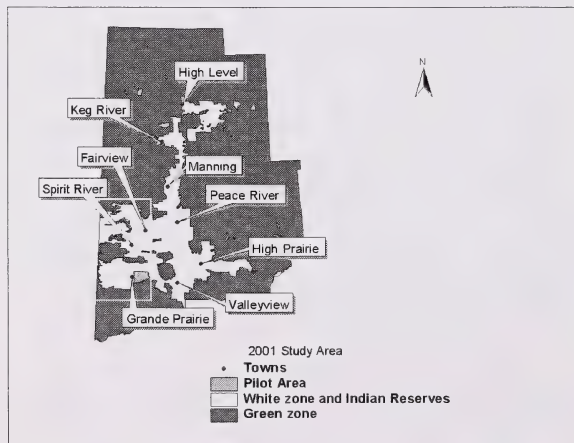 N
High Level
Keg River
Fairview
Manning
Spirit River
Peace River
High Prairie
Valleyview
Grande Prairie
2001 Study Area
Towns
Pilot Area
White zone and Indian Reserves
Green zone